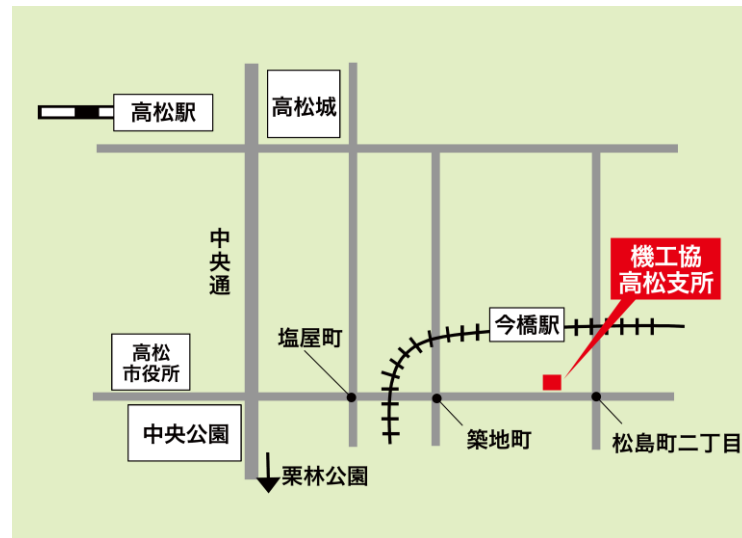 高松駅
高松城
中央通
機工協
高松支所
今橋駅
塩屋町
高松
市役所
中央公園
築地町
松島町二丁目
栗林公園